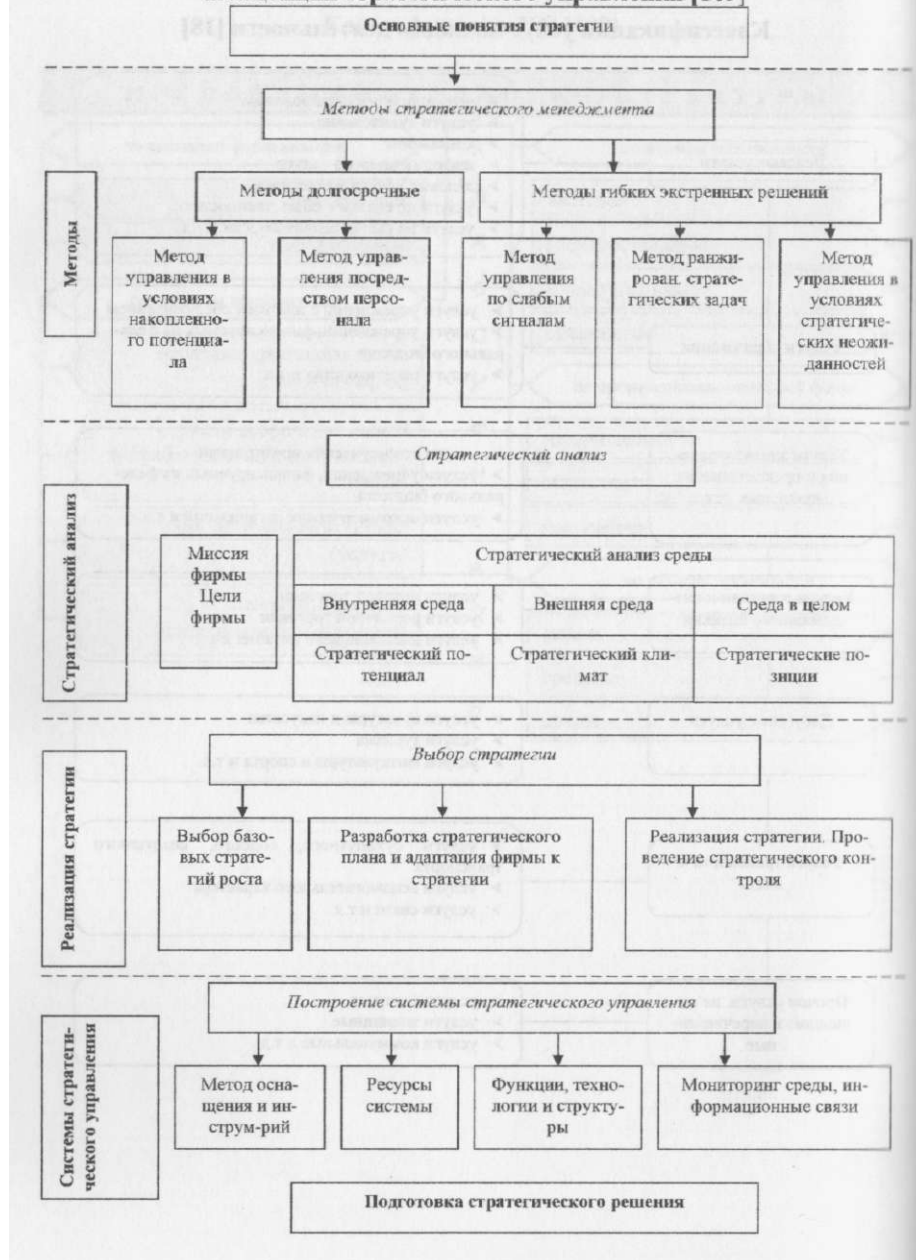 стратегического управления
Основные понятия стратегии
Методы стратегического менеджмента
Методы
Методы долгосрочные
Методы гибких экстренных решений
Метод
управления в
условиях
накопленно-
го потенциа-
ла
Метод управ-
ления посред-
ством персо-
нала
Метод
управления
по слабым
сигналам
Метод ранжи-
рован. страте-
гических задач
Метод
управления в
условиях
стратегиче-
ских неожи-
данностей
Стратегический анализ
Стратегический анализ
Миссия
фирмы
Цели
фирмы
Стратегический анализ среды
Внутренняя среда
Внешняя среда
Среда в целом
Стратегический по-
тенциал
Стратегический кли-
мат
Стратегические по-
зиции
Выбор стратегии
Реализация стратегии
Выбор базо-
вых страте-
гий роста
Разработка стратегического
плана и адаптация фирмы к
стратегии
Реализация стратегии. Про-
ведение стратегического кон-
троля
Построение системы стратегического управления
Системы стратеги-
ческого управления
Метод осна-
щения и ин-
струм-рий
Ресурсы
системы
Функции, техно-
логии и структу-
ры
Мониторинг среды, ин-
формационные связи
Подготовка стратегического решения